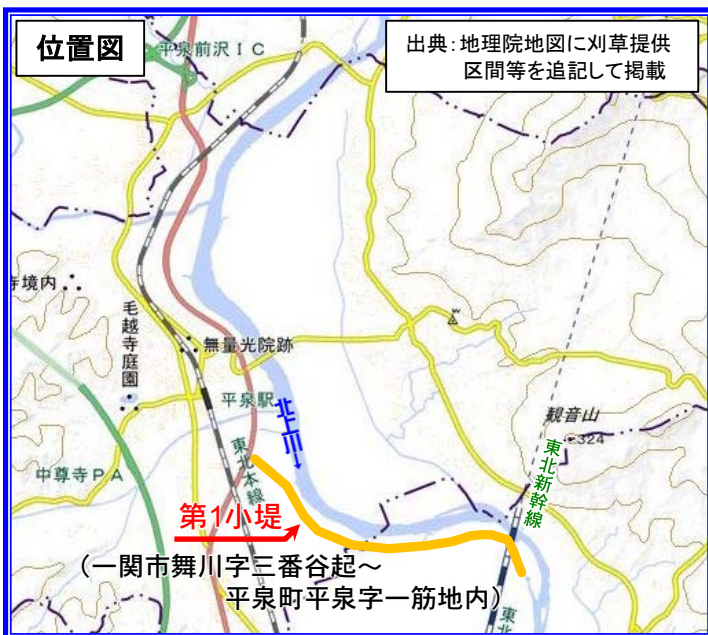 位置図
平泉前沢IC
出典:地理院地図に刈草提供
区間等を追記して掲載
寺境内
毛越寺庭園
無量光院跡
平泉駅
北上川→
観音山
324
東北新幹線
中尊寺PA
東北本線
第1小堤
(一関市舞川字三番谷起～
平泉町平泉字一筋地内)
東北